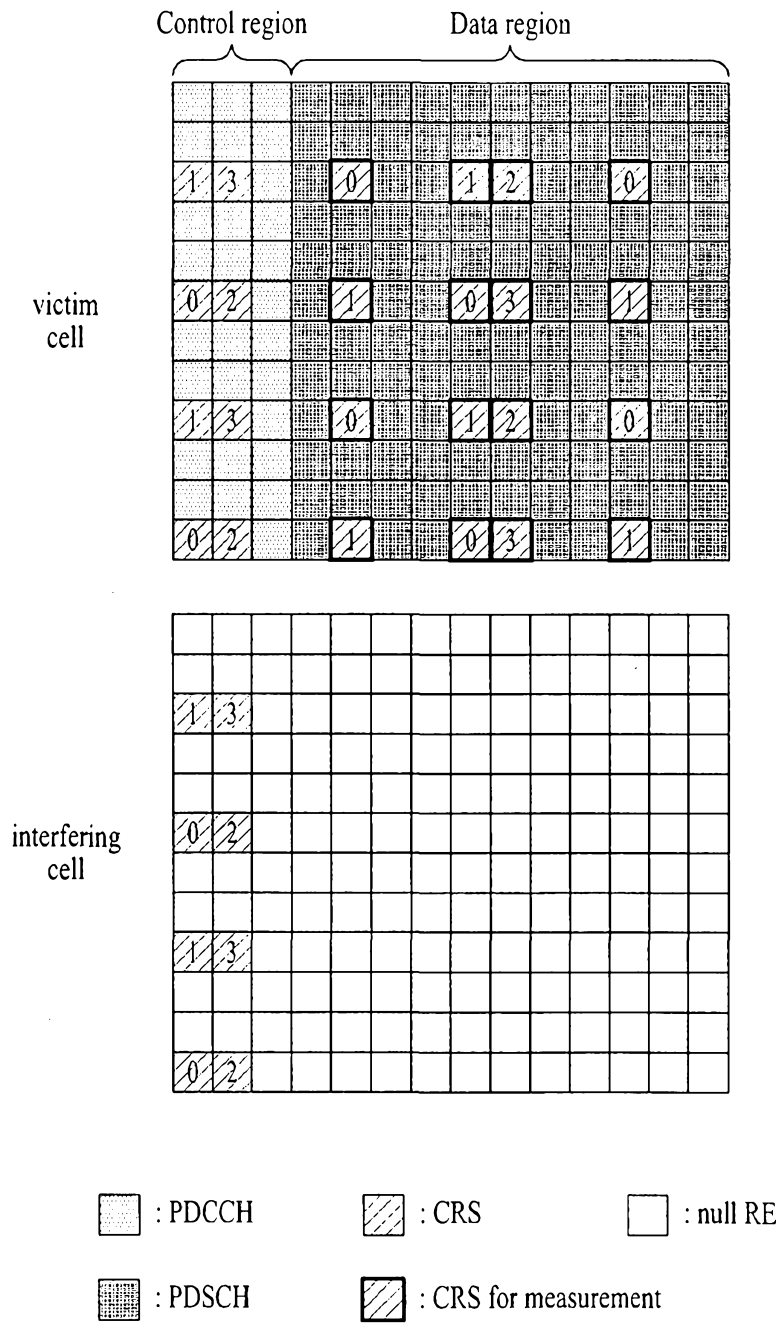 Control region Data region
1 3 0 1 2 0
victim
cell
0 2 1 0 3 1
1 3 0 1 2 0
0 2 1 0 3 1
1 3
interfering
cell
0 2
1 3
0 2
: PDCCH : CRS : null RE
: PDSCH : CRS for measurement